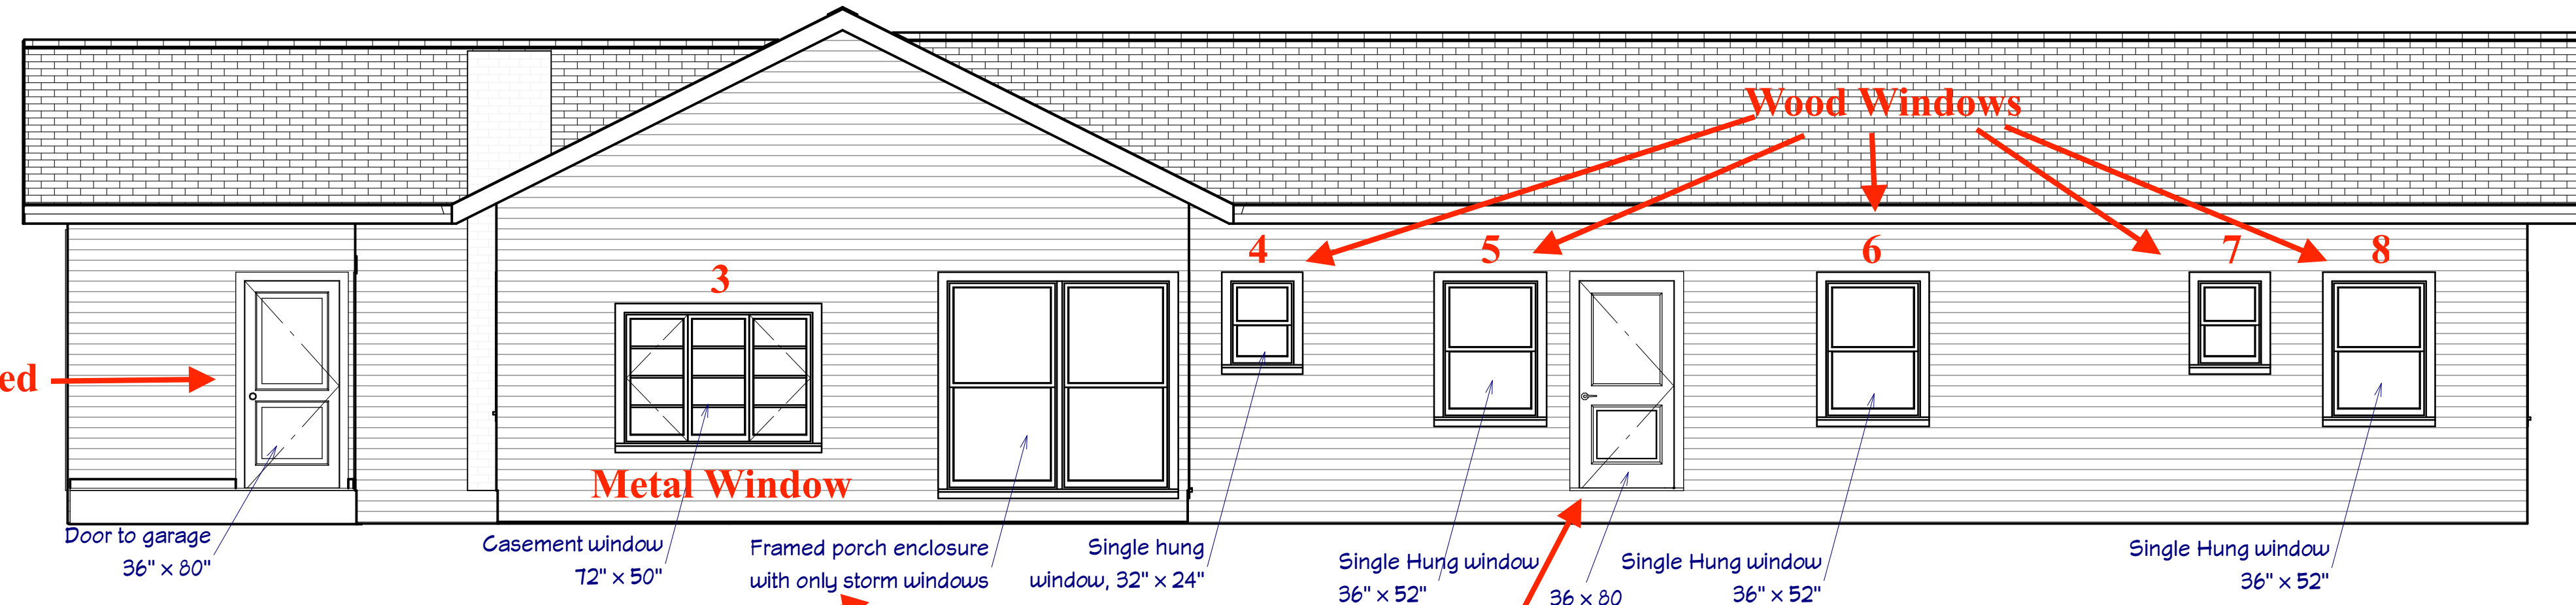 Wood Windows
3
4
5
6
7
8
ed
Metal Window
Door to garage
36" x 80"
Casement window
72" x 50"
Framed porch enclosure
with only storm windows
Single hung
window, 32" x 24"
Single Hung window
36" x 52"
36 x 80
Single Hung window
36" x 52"
Single Hung window
36" x 52"